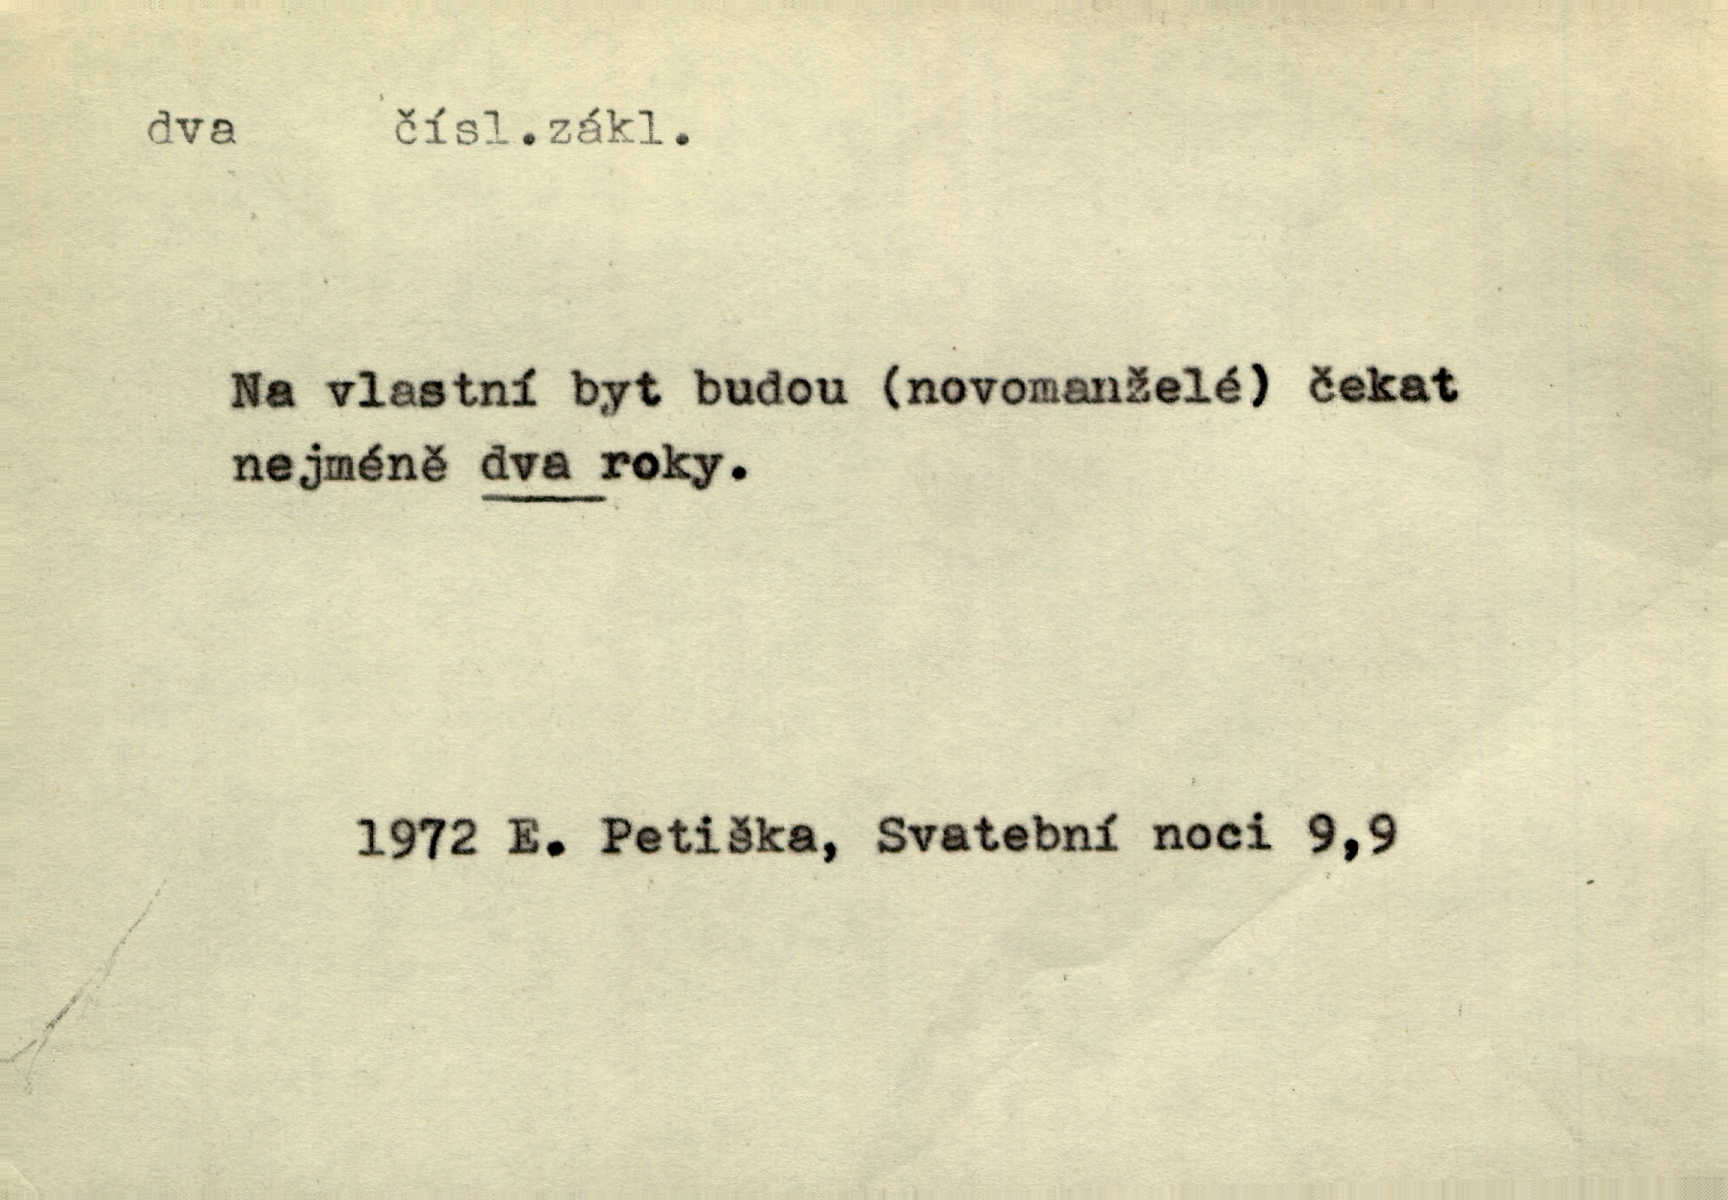 dva čísl.zákl.
Na vlastní byt budou (novomanželé) čekat
nejméně dva roky.
1972 E. Petiška, Svatební noci 9,9